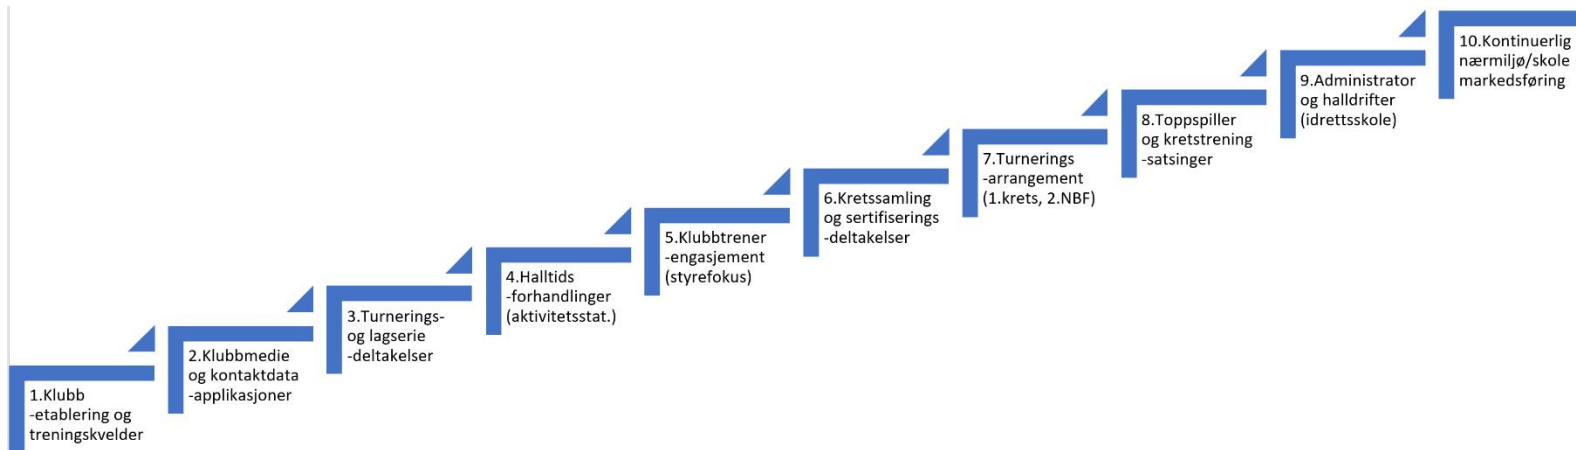 1.Klubb
-etablering og
treningskvelder
2.Klubbmedie
og kontaktdata
-applikasjoner
3.Turnerings-
og lagserie
-deltakelser
4.Halltids
-forhandlinger
(aktivitetsstat.)
5.Klubbtrener
-engasjement
(styrefokus)
6.Kretssamling
og sertifiserings
-deltakelser
7.Turnerings
-arrangement
(1.krets, 2.NBF)
8.Toppspiller
og kretstrening
-satsinger
9.Administrator
og halldrifter
(idrettsskole)
10.Kontinuerlig
nærmiljø/skole
markedsføring